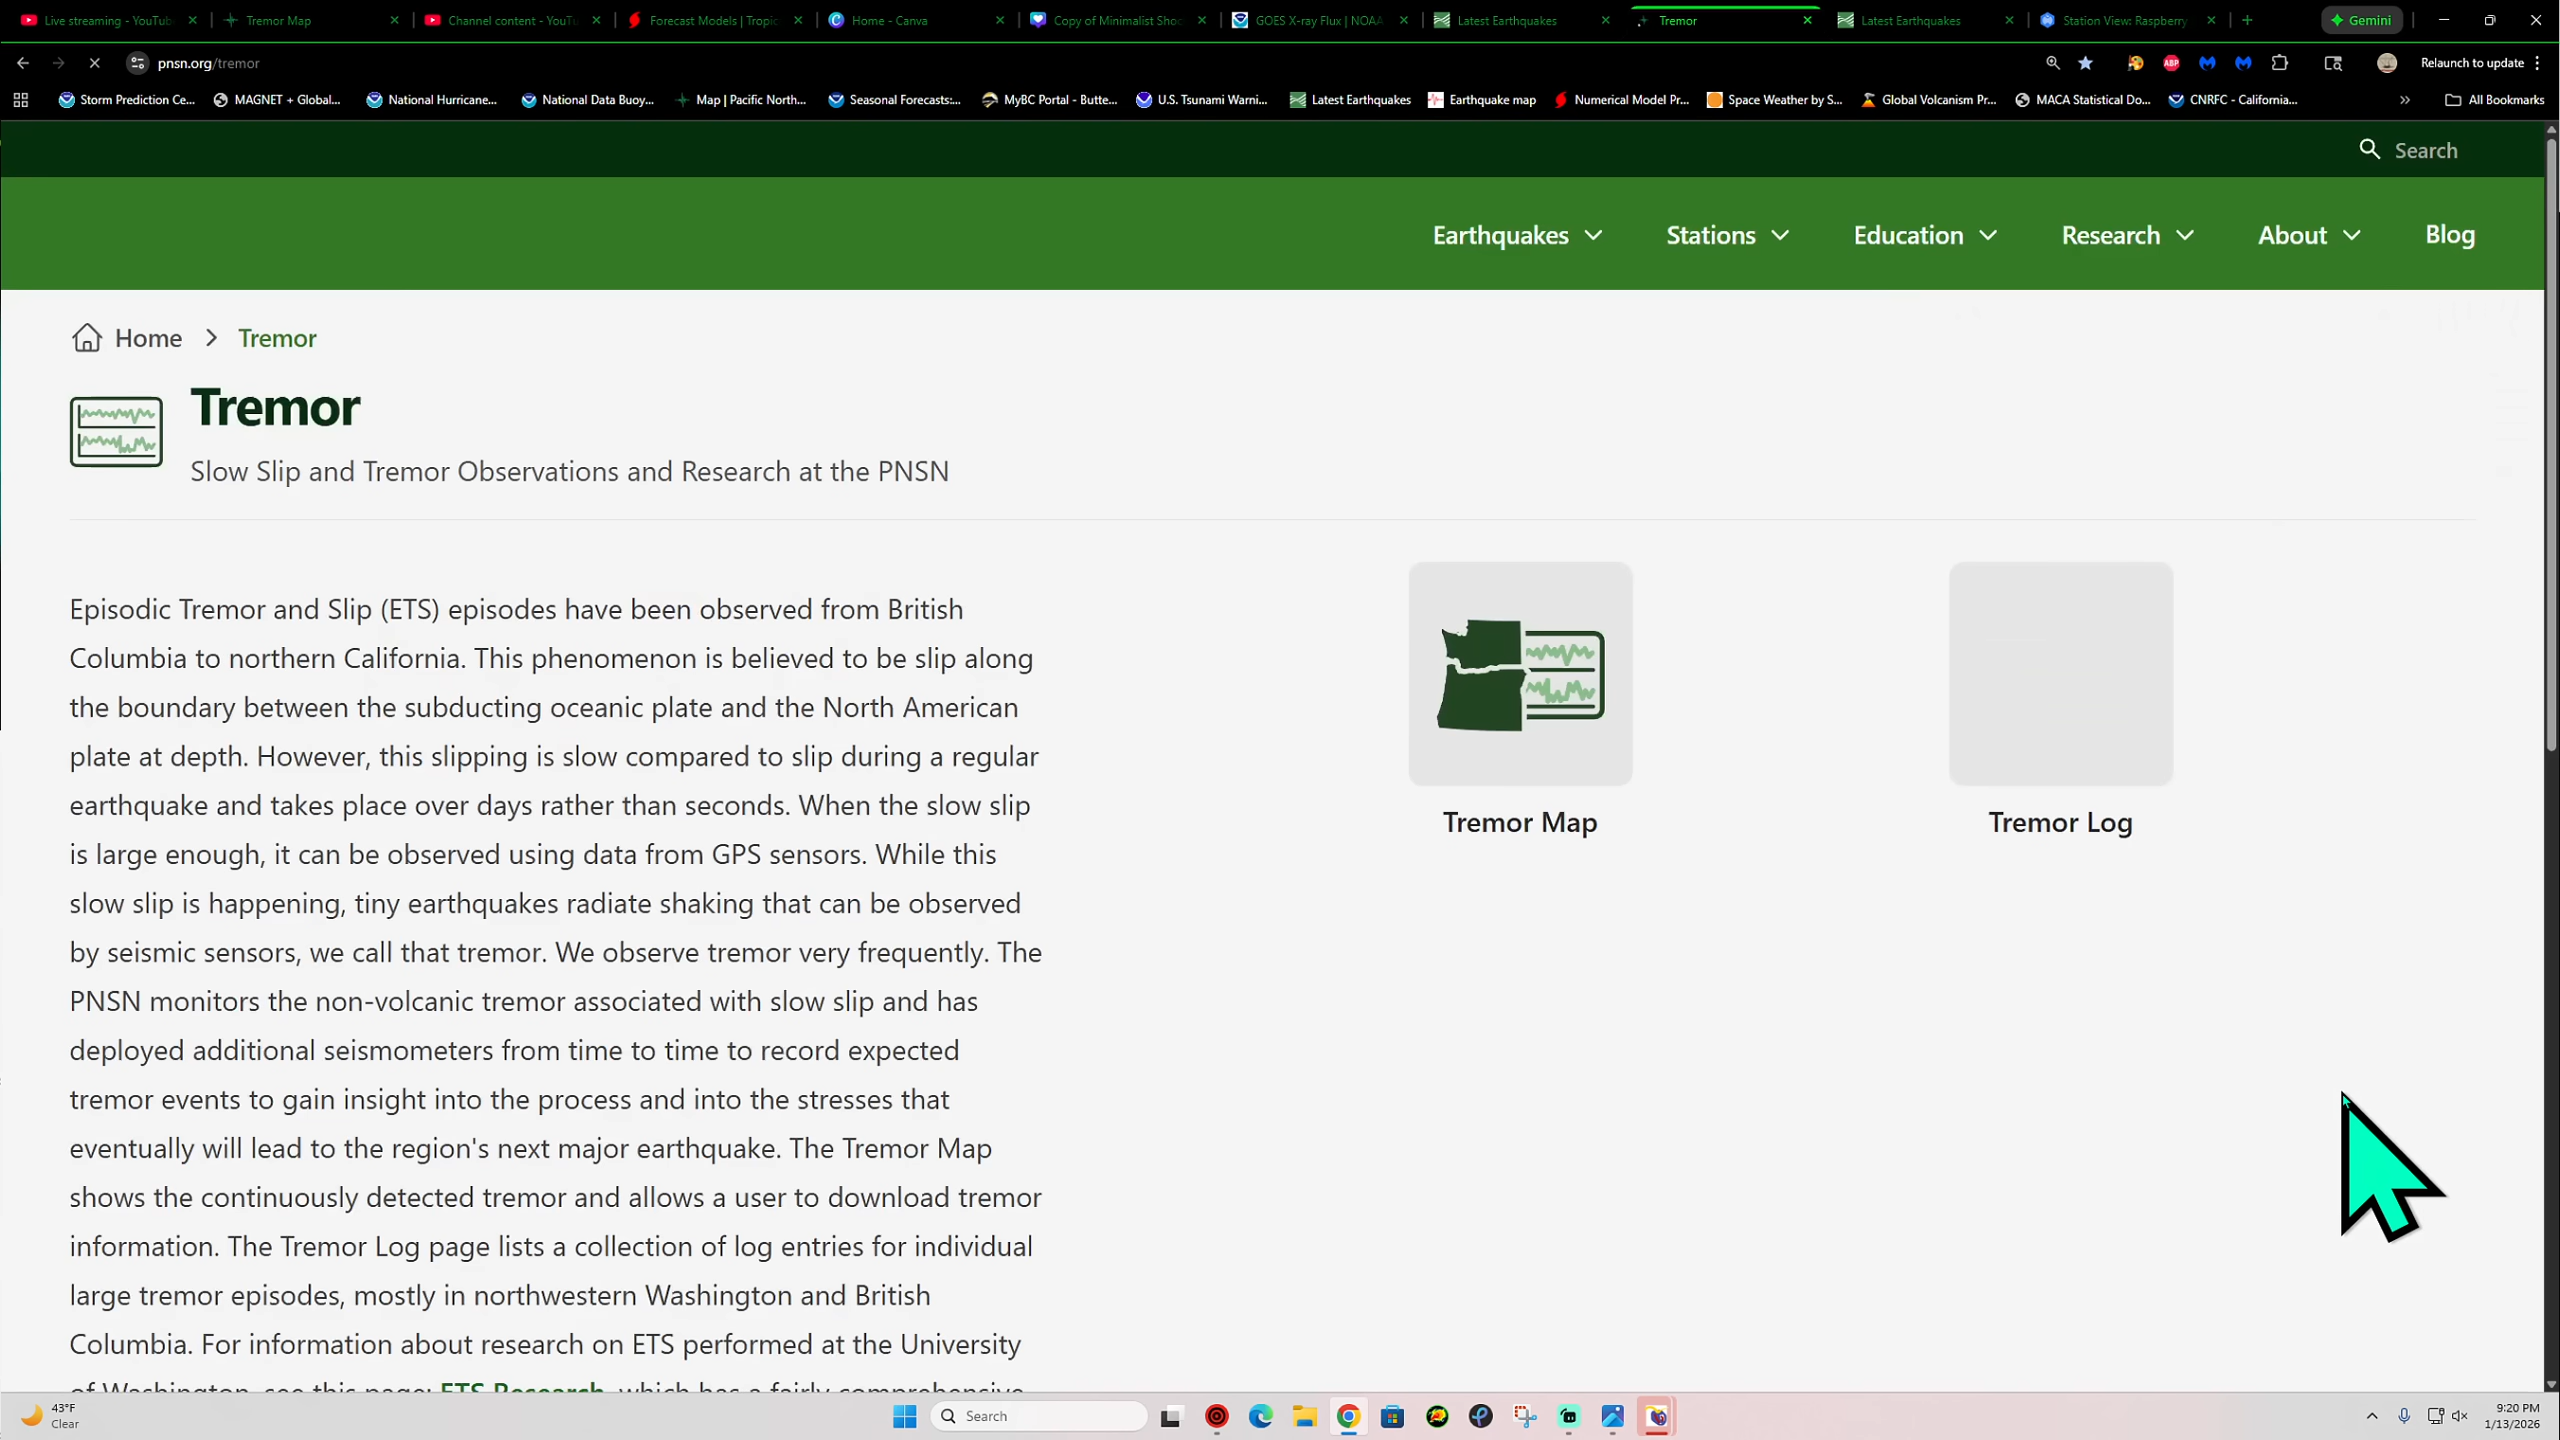 Live streaming - YouTube
Tremor Map
Channel content - YouTu
Forecast Models | Tropic
Home - Canva
Copy of Minimalist Shoo
GOES X-ray Flux | NOAA
Latest Earthquakes
Tremor
Latest Earthquakes
Station View: Raspberry
Gemini
pnsn.org/tremor
ABP
Relaunch to update
Storm Prediction Ce...
MAGNET + Global...
National Hurricane...
National Data Buoy...
Map | Pacific North...
Seasonal Forecasts:...
MyBC Portal - Butte...
U.S. Tsunami Warni...
Latest Earthquakes
Earthquake map
Numerical Model Pr...
Space Weather by S...
Global Volcanism Pr...
MACA Statistical Do...
CNRFC - California...
All Bookmarks
Search
Earthquakes
Stations
Education
Research
About
Blog
Home
Tremor
Tremor
Slow Slip and Tremor Observations and Research at the PNSN
Episodic Tremor and Slip (ETS) episodes have been observed from British
Columbia to northern California. This phenomenon is believed to be slip along
the boundary between the subducting oceanic plate and the North American
plate at depth. However, this slipping is slow compared to slip during a regular
earthquake and takes place over days rather than seconds. When the slow slip
is large enough, it can be observed using data from GPS sensors. While this
slow slip is happening, tiny earthquakes radiate shaking that can be observed
by seismic sensors, we call that tremor. We observe tremor very frequently. The
PNSN monitors the non-volcanic tremor associated with slow slip and has
deployed additional seismometers from time to time to record expected
tremor events to gain insight into the process and into the stresses that
eventually will lead to the region's next major earthquake. The Tremor Map
shows the continuously detected tremor and allows a user to download tremor
information. The Tremor Log page lists a collection of log entries for individual
large tremor episodes, mostly in northwestern Washington and British
Columbia. For information about research on ETS performed at the University
of Washington, see this page: ETS Research, which has a fairly comprehensive
Tremor Map
Tremor Log
43°F
Clear
Search
9:20 PM
1/13/2026